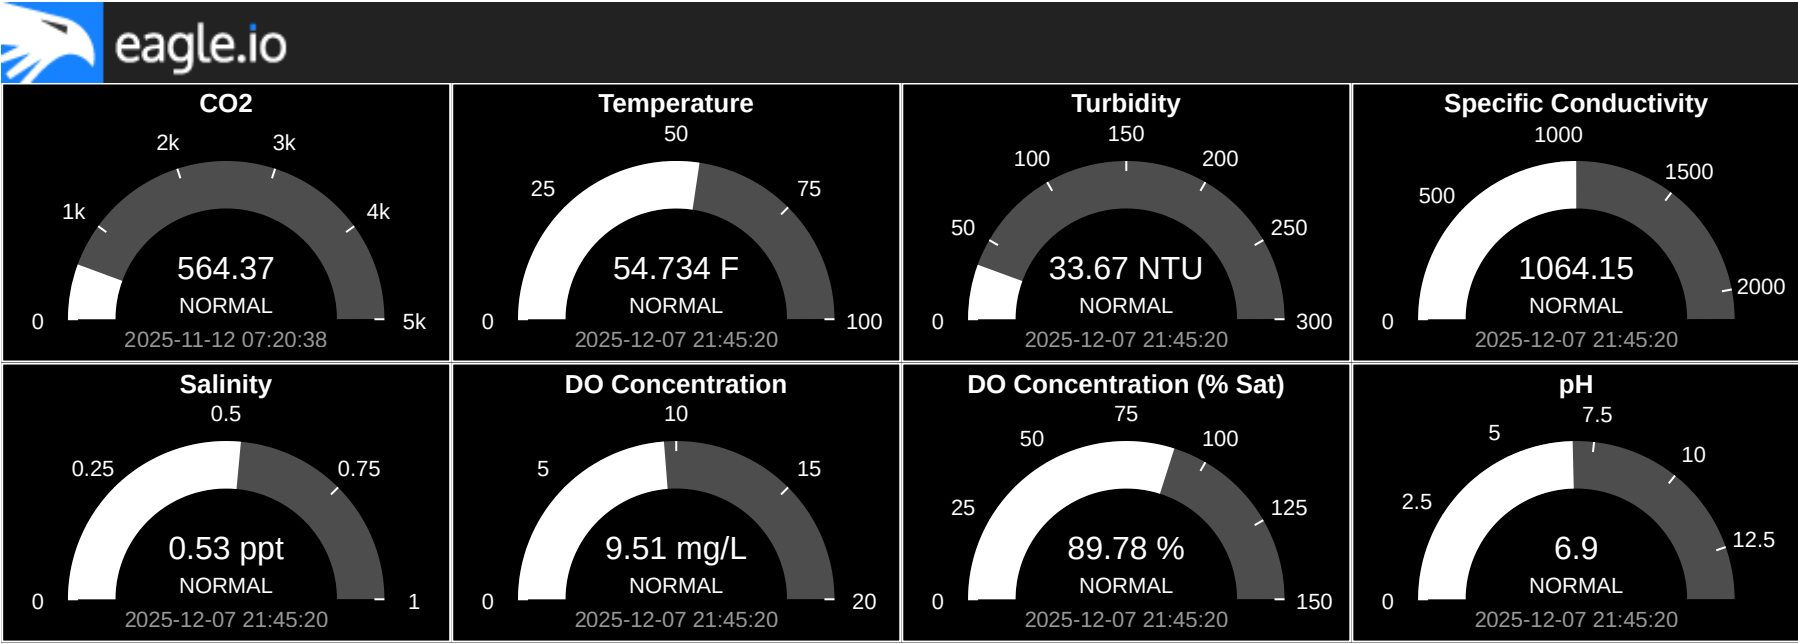 eagle.io
CO2
0
1k
2k
3k
4k
5k
564.37
NORMAL
2025-11-12 07:20:38
Temperature
0
25
50
75
100
54.734 F
NORMAL
2025-12-07 21:45:20
Turbidity
0
50
100
150
200
250
300
33.67 NTU
NORMAL
2025-12-07 21:45:20
Specific Conductivity
0
500
1000
1500
2000
1064.15
NORMAL
2025-12-07 21:45:20
Salinity
0
0.25
0.5
0.75
1
0.53 ppt
NORMAL
2025-12-07 21:45:20
DO Concentration
0
5
10
15
20
9.51 mg/L
NORMAL
2025-12-07 21:45:20
DO Concentration (% Sat)
0
25
50
75
100
125
150
89.78 %
NORMAL
2025-12-07 21:45:20
pH
0
2.5
5
7.5
10
12.5
6.9
NORMAL
2025-12-07 21:45:20